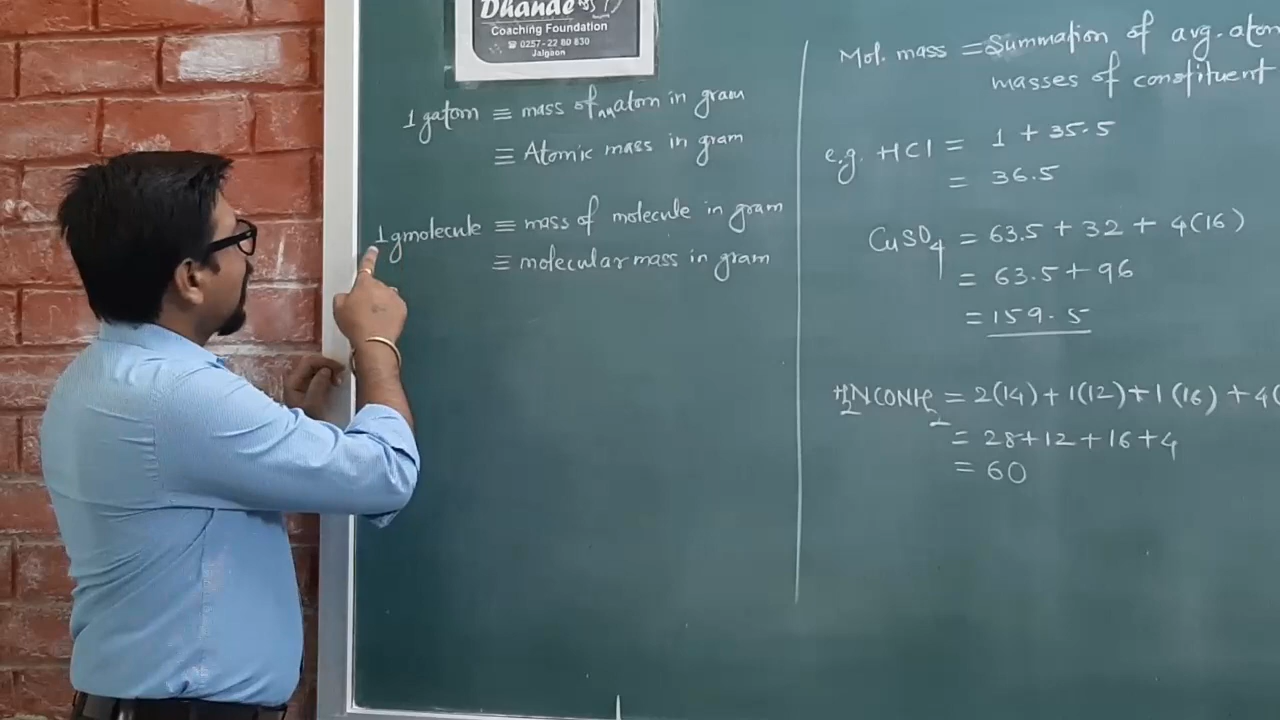 Dhande's
Coaching Foundation
☎ 0257-22 80 830
Jalgaon
1 gatom ≡ mass of an atom in gram
≡ Atomic mass in gram
1 gmolecule ≡ mass of molecule in gram
≡ molecular mass in gram
Mol. mass = Summation of avg. atom
masses of constituent
e.g. HCl = 1 + 35.5
= 36.5
CuSO4 = 63.5 + 32 + 4(16)
= 63.5 + 96
= 159.5
H2NCONH2 = 2(14) + 1(12) + 1(16) + 4(
= 28+12+16+4
= 60